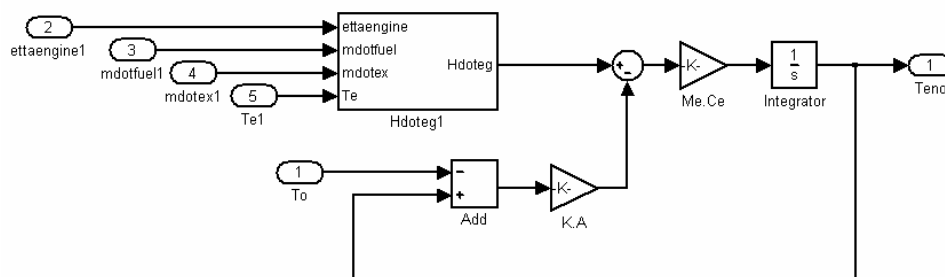 2
ettaengine1
3
mdotfuel1
4
mdotex1
5
Te1
ettaengine
mdotfuel
mdotex
Te
Hdoteg
Hdoteg1
+
-
-K-
Me.Ce
1
s
Integrator
1
Teno
1
To
-
+
Add
-K-
K.A